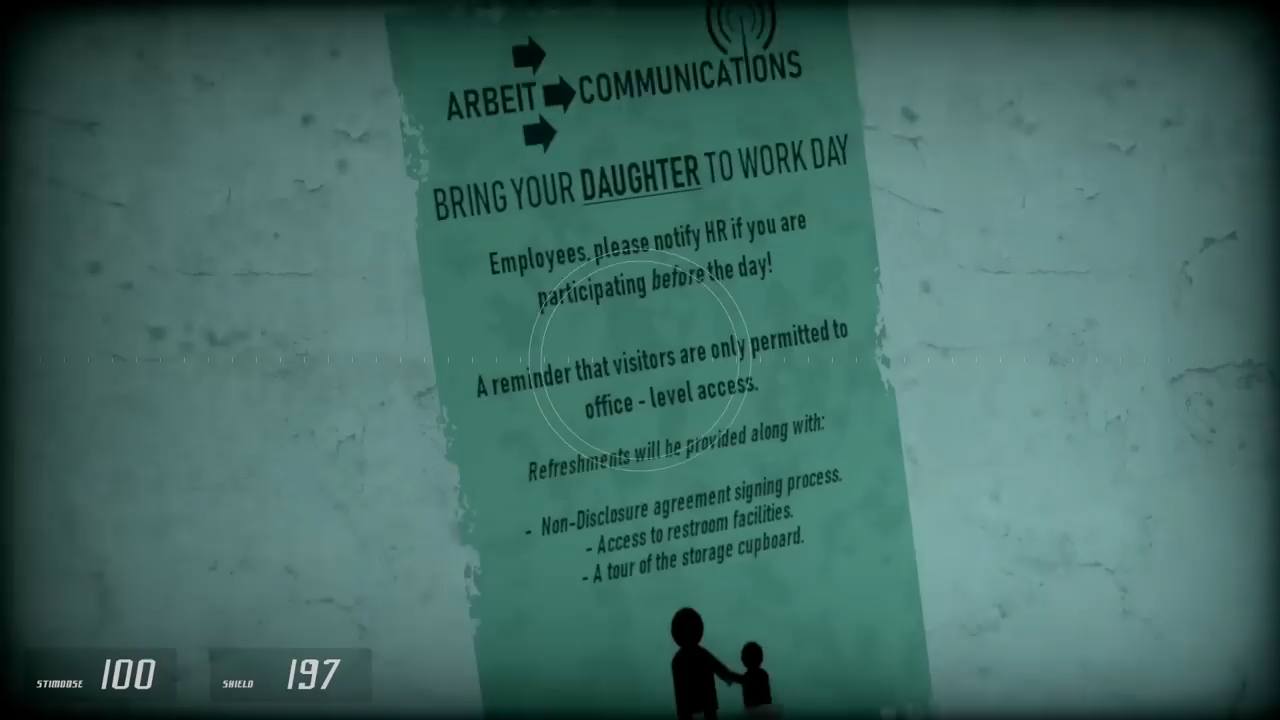 ARBEIT COMMUNICATIONS
BRING YOUR DAUGHTER TO WORK DAY
Employees, please notify HR if you are
participating before the day!
A reminder that visitors are only permitted to
office - level access.
Refreshments will be provided along with:
- Non-Disclosure agreement signing process.
- Access to restroom facilities.
- A tour of the storage cupboard.
STIMDOSE 100 SHIELD 197